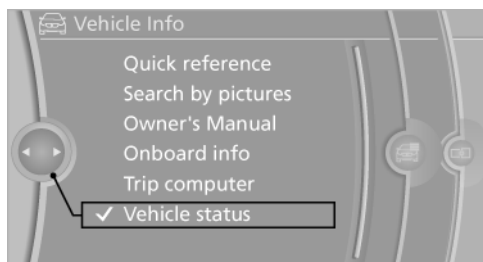 Vehicle Info
Quick reference
Search by pictures
Owner's Manual
Onboard info
Trip computer
Vehicle status